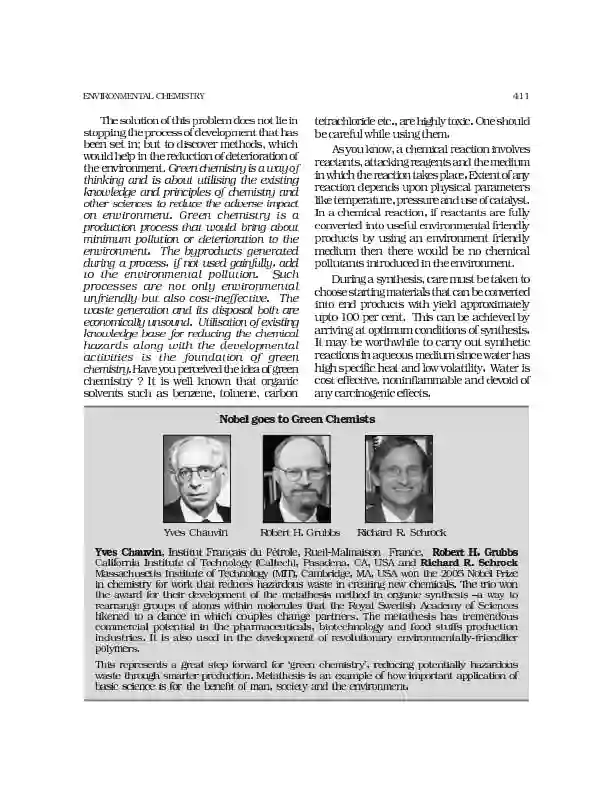 ENVIRONMENTAL CHEMISTRY 411
The solution of this problem does not lie in
stopping the process of development that has
been set in; but to discover methods, which
would help in the reduction of deterioration of
the environment. Green chemistry is a way of
thinking and is about utilising the existing
knowledge and principles of chemistry and
other sciences to reduce the adverse impact
on environment. Green chemistry is a
production process that would bring about
minimum pollution or deterioration to the
environment. The byproducts generated
during a process, if not used gainfully, add
to the environmental pollution. Such
processes are not only environmental
unfriendly but also cost-ineffective. The
waste generation and its disposal both are
economically unsound. Utilisation of existing
knowledge base for reducing the chemical
hazards along with the developmental
activities is the foundation of green
chemistry. Have you perceived the idea of green
chemistry ? It is well known that organic
solvents such as benzene, toluene, carbon
tetrachloride etc., are highly toxic. One should
be careful while using them.
As you know, a chemical reaction involves
reactants, attacking reagents and the medium
in which the reaction takes place. Extent of any
reaction depends upon physical parameters
like temperature, pressure and use of catalyst.
In a chemical reaction, if reactants are fully
converted into useful environmental friendly
products by using an environment friendly
medium then there would be no chemical
pollutants introduced in the environment.
During a synthesis, care must be taken to
choose starting materials that can be converted
into end products with yield approximately
upto 100 per cent. This can be achieved by
arriving at optimum conditions of synthesis.
It may be worthwhile to carry out synthetic
reactions in aqueous medium since water has
high specific heat and low volatility. Water is
cost effective, noninflammable and devoid of
any carcinogenic effects.
Nobel goes to Green Chemists
Yves Chauvin Robert H. Grubbs Richard R. Schrock
Yves Chauvin, Institut Français du Pétrole, Rueil-Malmaison, France, Robert H. Grubbs
California Institute of Technology (Caltech), Pasadena, CA, USA and Richard R. Schrock
Massachusetts Institute of Technology (MIT), Cambridge, MA, USA won the 2005 Nobel Prize
in chemistry for work that reduces hazardous waste in creating new chemicals. The trio won
the award for their development of the metathesis method in organic synthesis –a way to
rearrange groups of atoms within molecules that the Royal Swedish Academy of Sciences
likened to a dance in which couples change partners. The metathesis has tremendous
commercial potential in the pharmaceuticals, biotechnology and food stuffs production
industries. It is also used in the development of revolutionary environmentally-friendlier
polymers.
This represents a great step forward for 'green chemistry', reducing potentially hazardous
waste through smarter production. Metathesis is an example of how important application of
basic science is for the benefit of man, society and the environment.